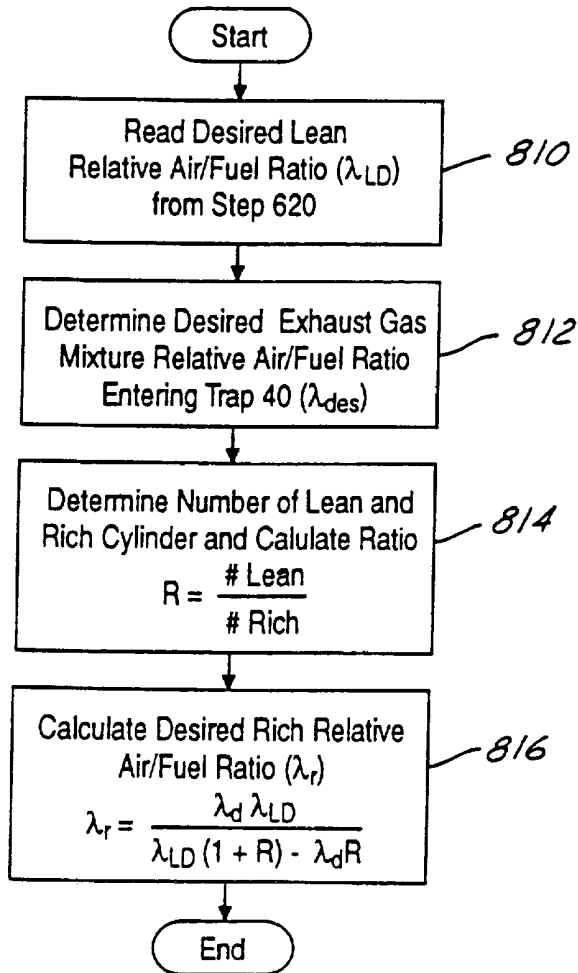 Start
Read Desired Lean
Relative Air/Fuel Ratio (λLD)
from Step 620
810
Determine Desired Exhaust Gas
Mixture Relative Air/Fuel Ratio
Entering Trap 40 (λdes)
812
Determine Number of Lean and
Rich Cylinder and Calulate Ratio
R = # Lean / # Rich
814
Calculate Desired Rich Relative
Air/Fuel Ratio (λr)
λr = λd λLD / λLD (1 + R) - λdR
816
End